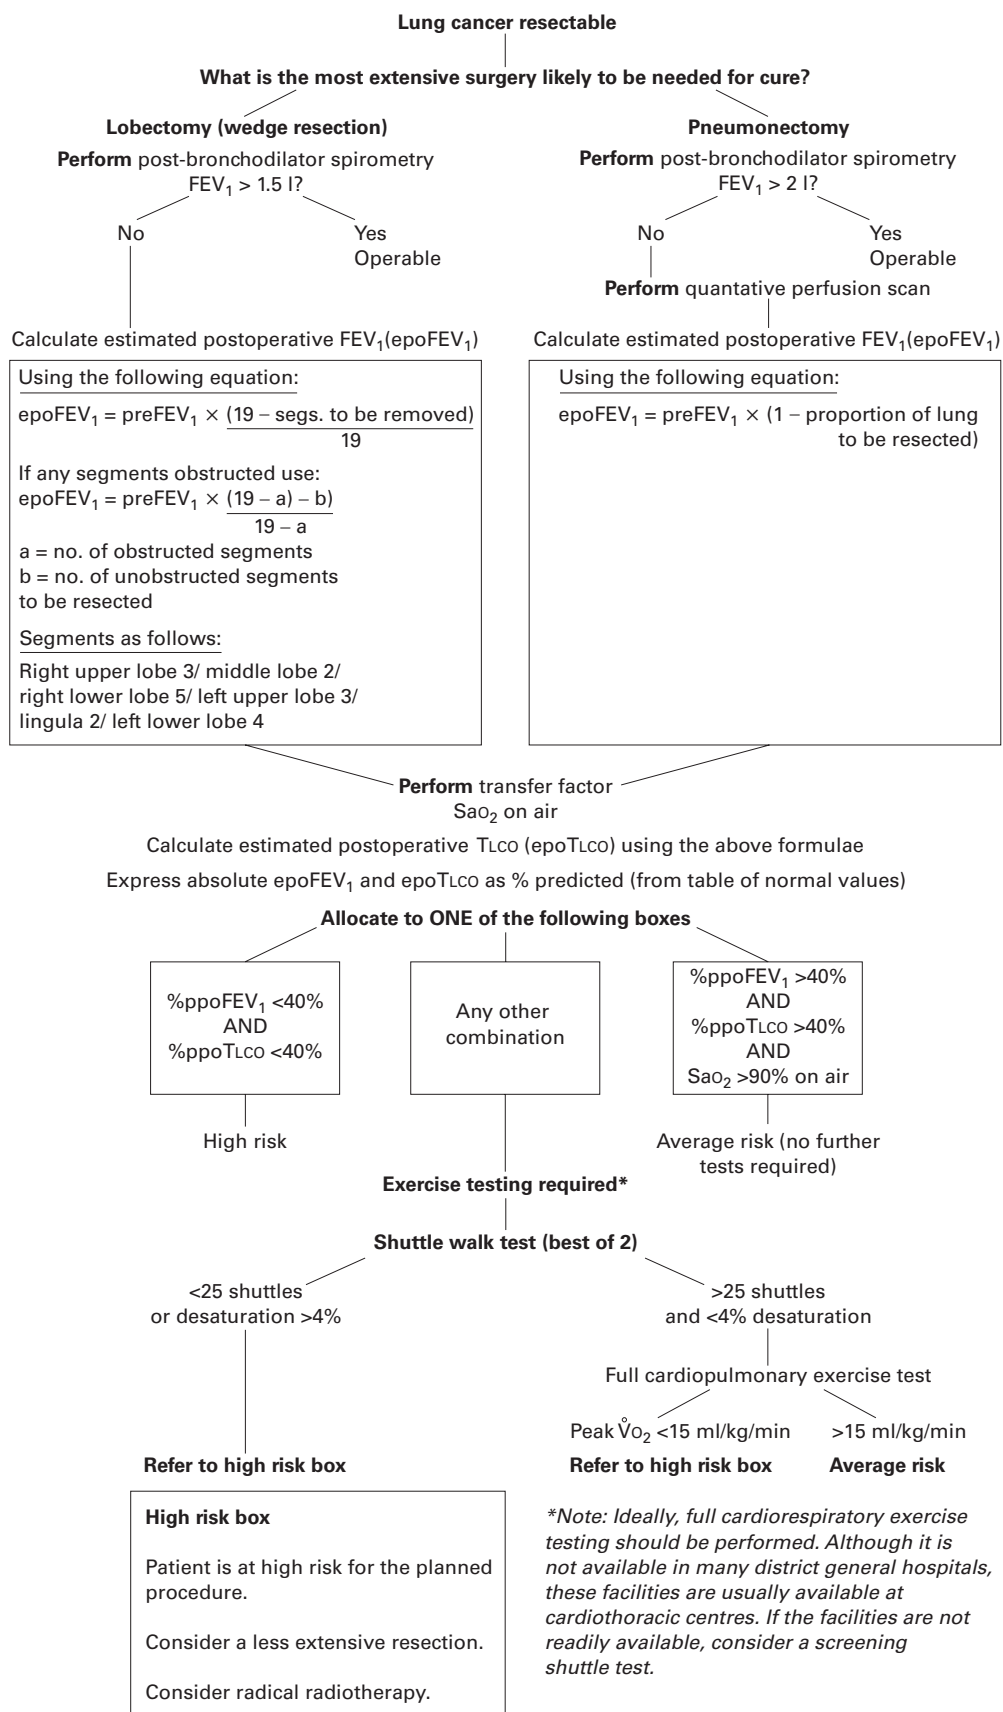 Lung cancer resectable
What is the most extensive surgery likely to be needed for cure?
Lobectomy (wedge resection)
Perform post-bronchodilator spirometry
FEV1 > 1.5 l?
No
Yes
Operable
Pneumonectomy
Perform post-bronchodilator spirometry
FEV1 > 2 l?
No
Yes
Operable
Perform quantative perfusion scan
Calculate estimated postoperative FEV1(epoFEV1)
Using the following equation:
epoFEV1 = preFEV1 × (19 – segs. to be removed)
19
If any segments obstructed use:
epoFEV1 = preFEV1 × (19 – a) – b)
19 – a
a = no. of obstructed segments
b = no. of unobstructed segments
to be resected
Segments as follows:
Right upper lobe 3/ middle lobe 2/
right lower lobe 5/ left upper lobe 3/
lingula 2/ left lower lobe 4
Calculate estimated postoperative FEV1(epoFEV1)
Using the following equation:
epoFEV1 = preFEV1 × (1 – proportion of lung
to be resected)
Perform transfer factor
SaO2 on air
Calculate estimated postoperative TLCO (epoTLCO) using the above formulae
Express absolute epoFEV1 and epoTLCO as % predicted (from table of normal values)
Allocate to ONE of the following boxes
%ppoFEV1 <40%
AND
%ppoTLCO <40%
High risk
Any other
combination
%ppoFEV1 >40%
AND
%ppoTLCO >40%
AND
SaO2 >90% on air
Average risk (no further
tests required)
Exercise testing required*
Shuttle walk test (best of 2)
<25 shuttles
or desaturation >4%
>25 shuttles
and <4% desaturation
Full cardiopulmonary exercise test
Peak V̊O2 <15 ml/kg/min
>15 ml/kg/min
Refer to high risk box
Refer to high risk box
Average risk
High risk box
Patient is at high risk for the planned
procedure.
Consider a less extensive resection.
Consider radical radiotherapy.
*Note: Ideally, full cardiorespiratory exercise
testing should be performed. Although it is
not available in many district general hospitals,
these facilities are usually available at
cardiothoracic centres. If the facilities are not
readily available, consider a screening
shuttle test.